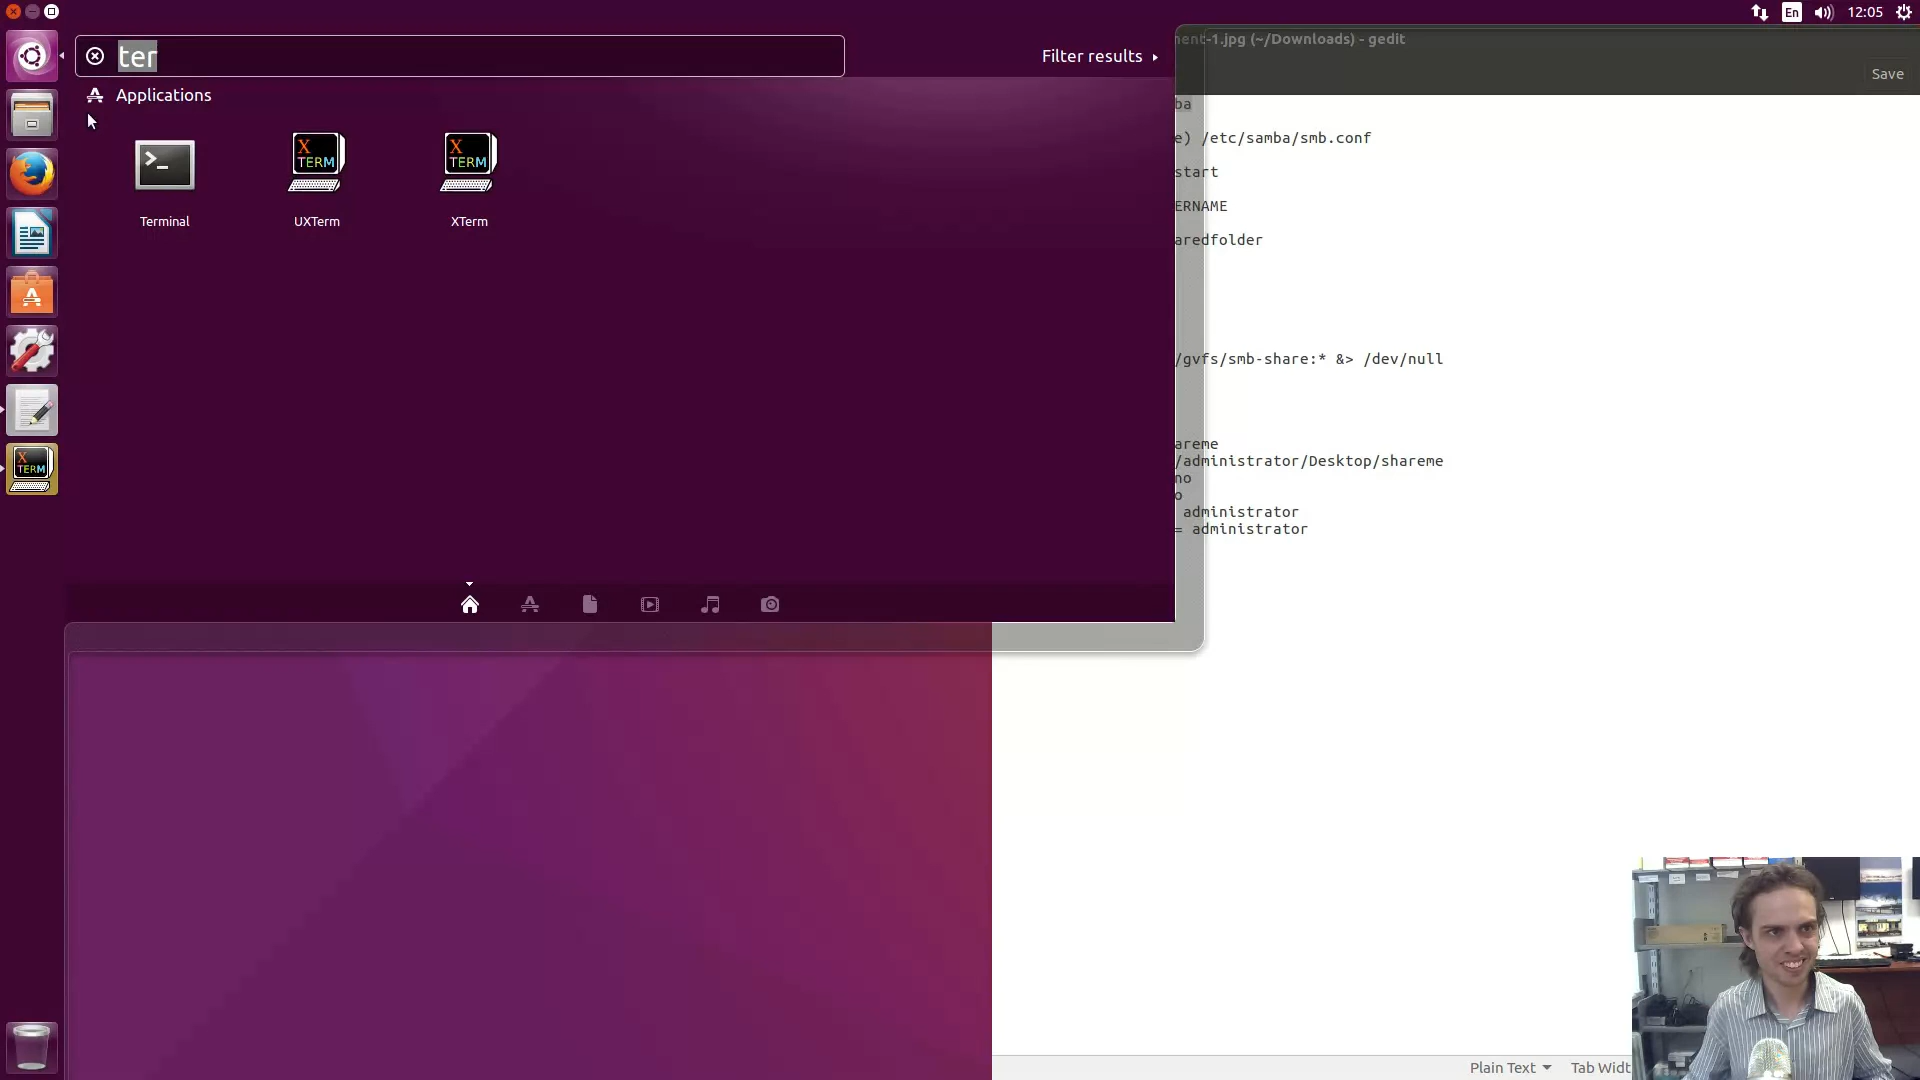 En
12:05
ter
Filter results
ment-1.jpg (~/Downloads) - gedit
Save
Applications
Terminal
X TERM
UXTerm
X TERM
XTerm
ba
e) /etc/samba/smb.conf
start
ERNAME
aredfolder
/gvfs/smb-share:* &> /dev/null
areme
/administrator/Desktop/shareme
no
o
administrator
= administrator
X TERM
Plain Text
Tab Widt